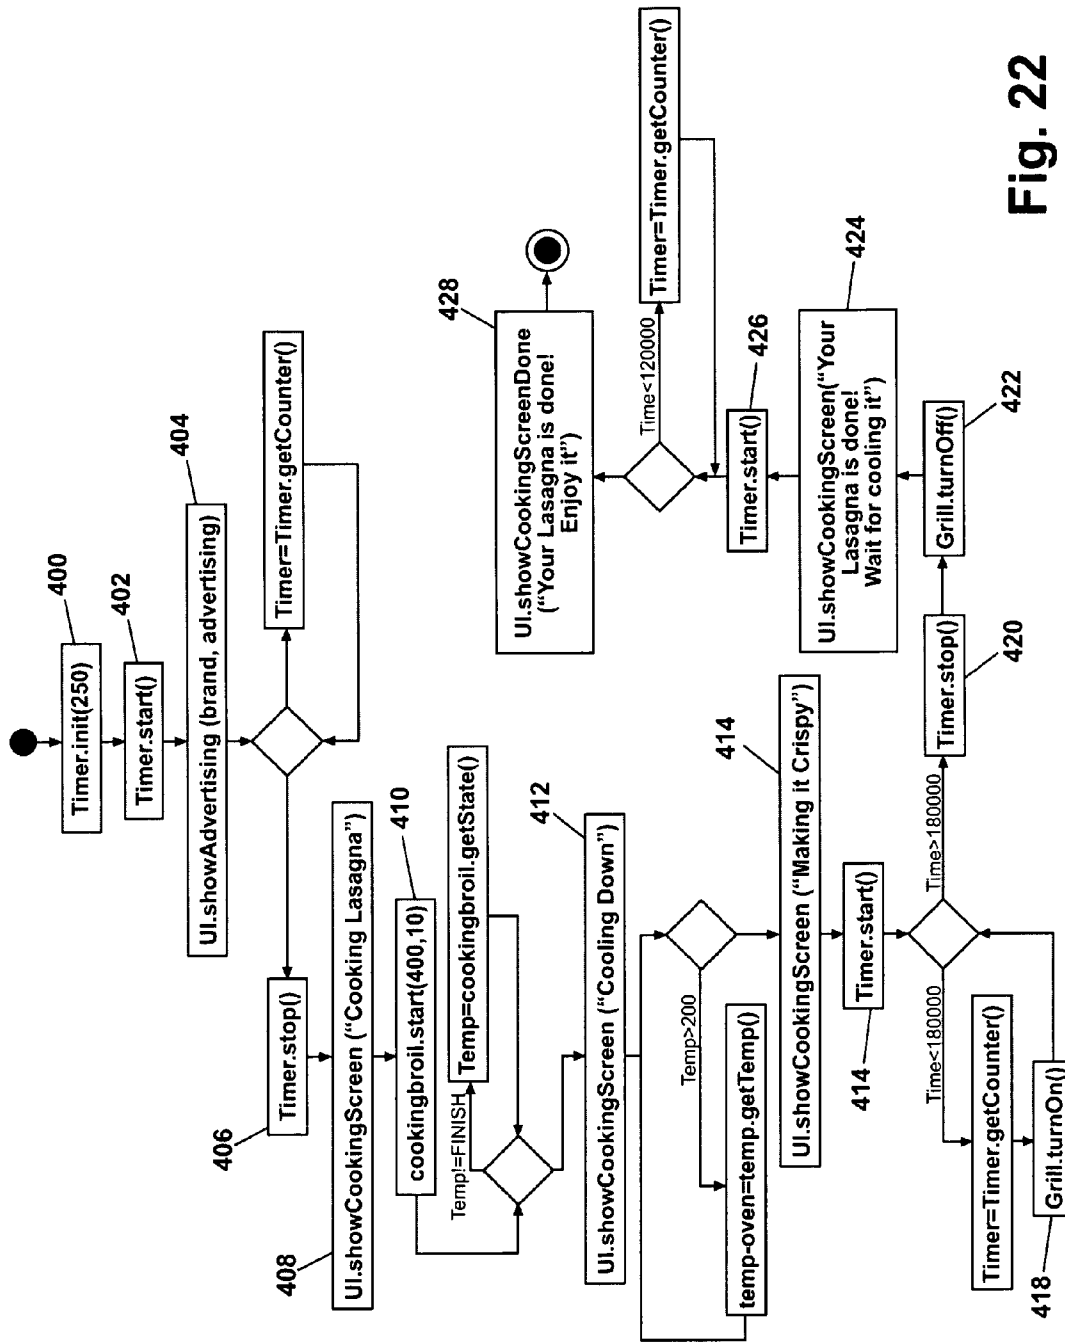 400
Timer.init(250)
402
Timer.start()
404
UI.showAdvertising (brand, advertising)
Timer=Timer.getCounter()
406
Timer.stop()
408
UI.showCookingScreen (“Cooking Lasagna”)
410
cookingbroil.start(400,10)
Temp!=FINISH
Temp=cookingbroil.getState()
412
UI.showCookingScreen (“Cooling Down”)
Temp>200
temp-oven=temp.getTemp()
414
UI.showCookingScreen (“Making it Crispy”)
Timer.start()
414
Time<180000
Time>180000
Timer=Timer.getCounter()
Grill.turnOn()
418
Timer.stop()
420
Grill.turnOff()
422
UI.showCookingScreen(“Your
Lasagna is done!
Wait for cooling it”)
424
Timer.start()
426
Time<120000
Timer=Timer.getCounter()
428
UI.showCookingScreenDone
(“Your Lasagna is done!
Enjoy it”)
Fig. 22